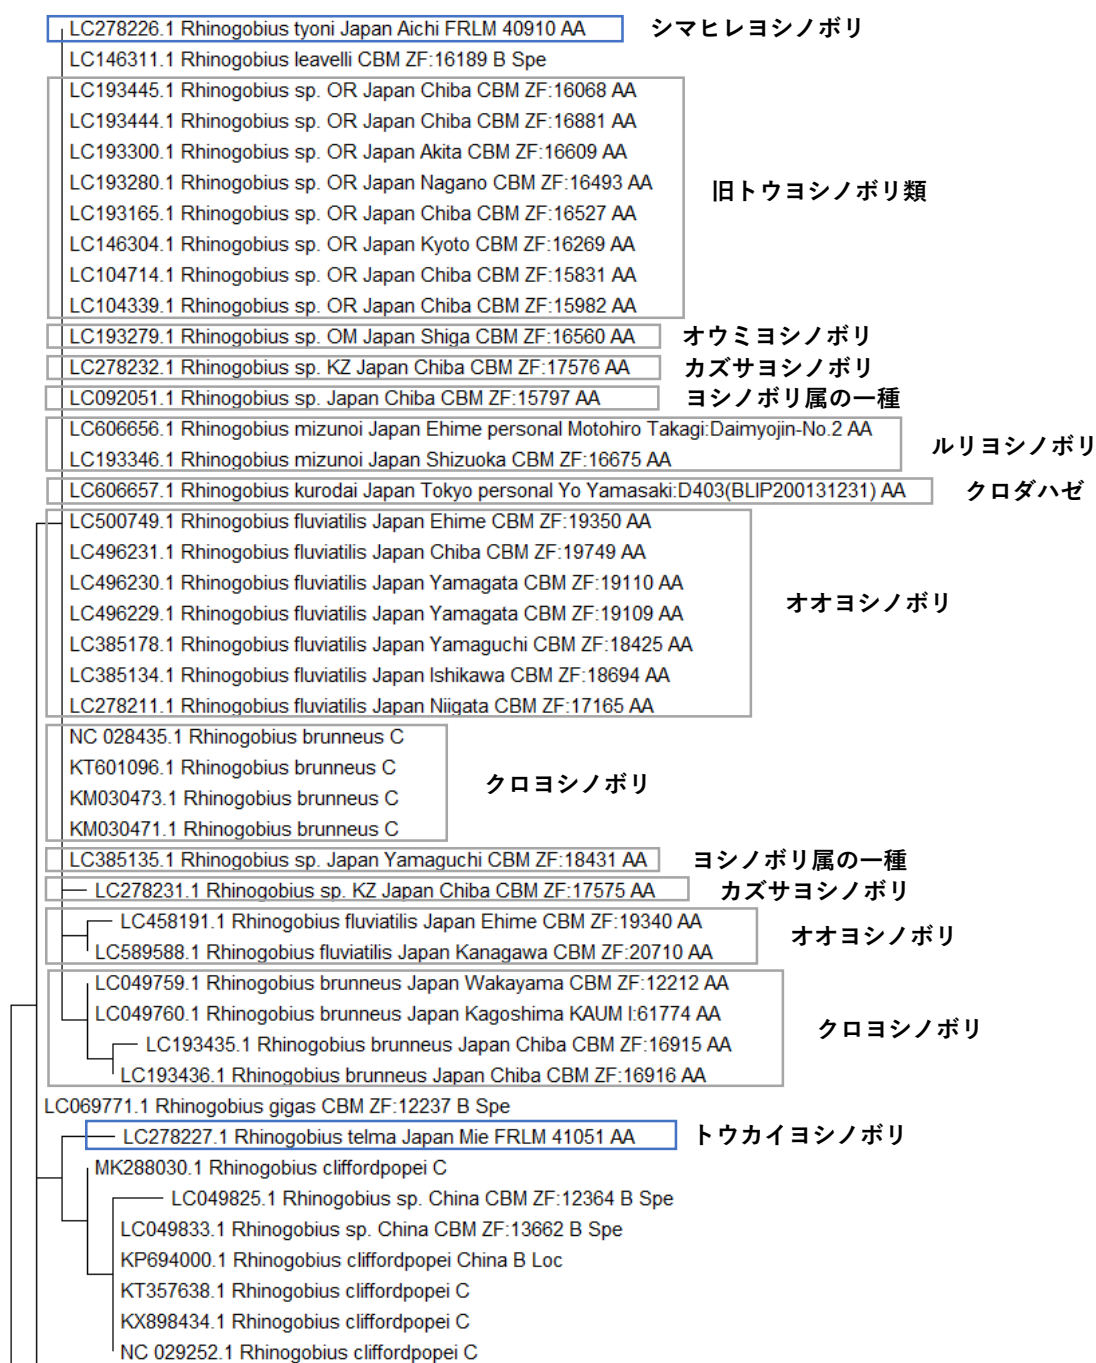 LC278226.1 Rhinogobius tyoni Japan Aichi FRLM 40910 AA シマヒレヨシノボリ
LC146311.1 Rhinogobius leavelli CBM ZF:16189 B Spe
LC193445.1 Rhinogobius sp. OR Japan Chiba CBM ZF:16068 AA
LC193444.1 Rhinogobius sp. OR Japan Chiba CBM ZF:16881 AA
LC193300.1 Rhinogobius sp. OR Japan Akita CBM ZF:16609 AA
LC193280.1 Rhinogobius sp. OR Japan Nagano CBM ZF:16493 AA
旧トウヨシノボリ類
LC193165.1 Rhinogobius sp. OR Japan Chiba CBM ZF:16527 AA
LC146304.1 Rhinogobius sp. OR Japan Kyoto CBM ZF:16269 AA
LC104714.1 Rhinogobius sp. OR Japan Chiba CBM ZF:15831 AA
LC104339.1 Rhinogobius sp. OR Japan Chiba CBM ZF:15982 AA
LC193279.1 Rhinogobius sp. OM Japan Shiga CBM ZF:16560 AA オウミヨシノボリ
LC278232.1 Rhinogobius sp. KZ Japan Chiba CBM ZF:17576 AA カズサヨシノボリ
LC092051.1 Rhinogobius sp. Japan Chiba CBM ZF:15797 AA ヨシノボリ属の一種
LC606656.1 Rhinogobius mizunoi Japan Ehime personal Motohiro Takagi:Daimyojin-No.2 AA
ルリヨシノボリ
LC193346.1 Rhinogobius mizunoi Japan Shizuoka CBM ZF:16675 AA
LC606657.1 Rhinogobius kurodai Japan Tokyo personal Yo Yamasaki:D403(BLIP200131231) AA クロダハゼ
LC500749.1 Rhinogobius fluviatilis Japan Ehime CBM ZF:19350 AA
LC496231.1 Rhinogobius fluviatilis Japan Chiba CBM ZF:19749 AA
LC496230.1 Rhinogobius fluviatilis Japan Yamagata CBM ZF:19110 AA
オオヨシノボリ
LC496229.1 Rhinogobius fluviatilis Japan Yamagata CBM ZF:19109 AA
LC385178.1 Rhinogobius fluviatilis Japan Yamaguchi CBM ZF:18425 AA
LC385134.1 Rhinogobius fluviatilis Japan Ishikawa CBM ZF:18694 AA
LC278211.1 Rhinogobius fluviatilis Japan Niigata CBM ZF:17165 AA
NC 028435.1 Rhinogobius brunneus C
KT601096.1 Rhinogobius brunneus C
クロヨシノボリ
KM030473.1 Rhinogobius brunneus C
KM030471.1 Rhinogobius brunneus C
LC385135.1 Rhinogobius sp. Japan Yamaguchi CBM ZF:18431 AA ヨシノボリ属の一種
LC278231.1 Rhinogobius sp. KZ Japan Chiba CBM ZF:17575 AA カズサヨシノボリ
LC458191.1 Rhinogobius fluviatilis Japan Ehime CBM ZF:19340 AA
オオヨシノボリ
LC589588.1 Rhinogobius fluviatilis Japan Kanagawa CBM ZF:20710 AA
LC049759.1 Rhinogobius brunneus Japan Wakayama CBM ZF:12212 AA
LC049760.1 Rhinogobius brunneus Japan Kagoshima KAUM I:61774 AA
クロヨシノボリ
LC193435.1 Rhinogobius brunneus Japan Chiba CBM ZF:16915 AA
LC193436.1 Rhinogobius brunneus Japan Chiba CBM ZF:16916 AA
LC069771.1 Rhinogobius gigas CBM ZF:12237 B Spe
LC278227.1 Rhinogobius telma Japan Mie FRLM 41051 AA トウカイヨシノボリ
MK288030.1 Rhinogobius cliffordpopei C
LC049825.1 Rhinogobius sp. China CBM ZF:12364 B Spe
LC049833.1 Rhinogobius sp. China CBM ZF:13662 B Spe
KP694000.1 Rhinogobius cliffordpopei China B Loc
KT357638.1 Rhinogobius cliffordpopei C
KX898434.1 Rhinogobius cliffordpopei C
NC 029252.1 Rhinogobius cliffordpopei C